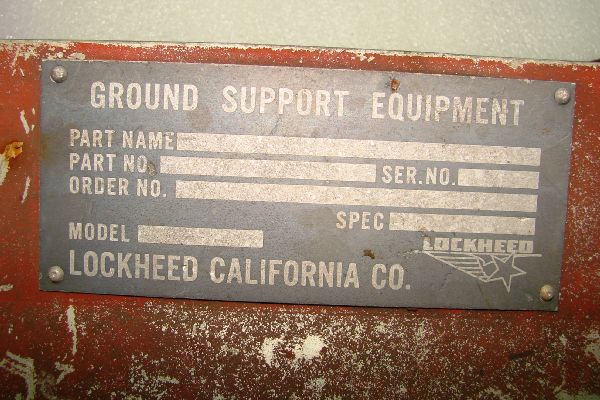 GROUND SUPPORT EQUIPMENT
PART NAME
PART NO. SER. NO.
ORDER NO.
SPEC
MODEL
LOCKHEED
LOCKHEED CALIFORNIA CO.